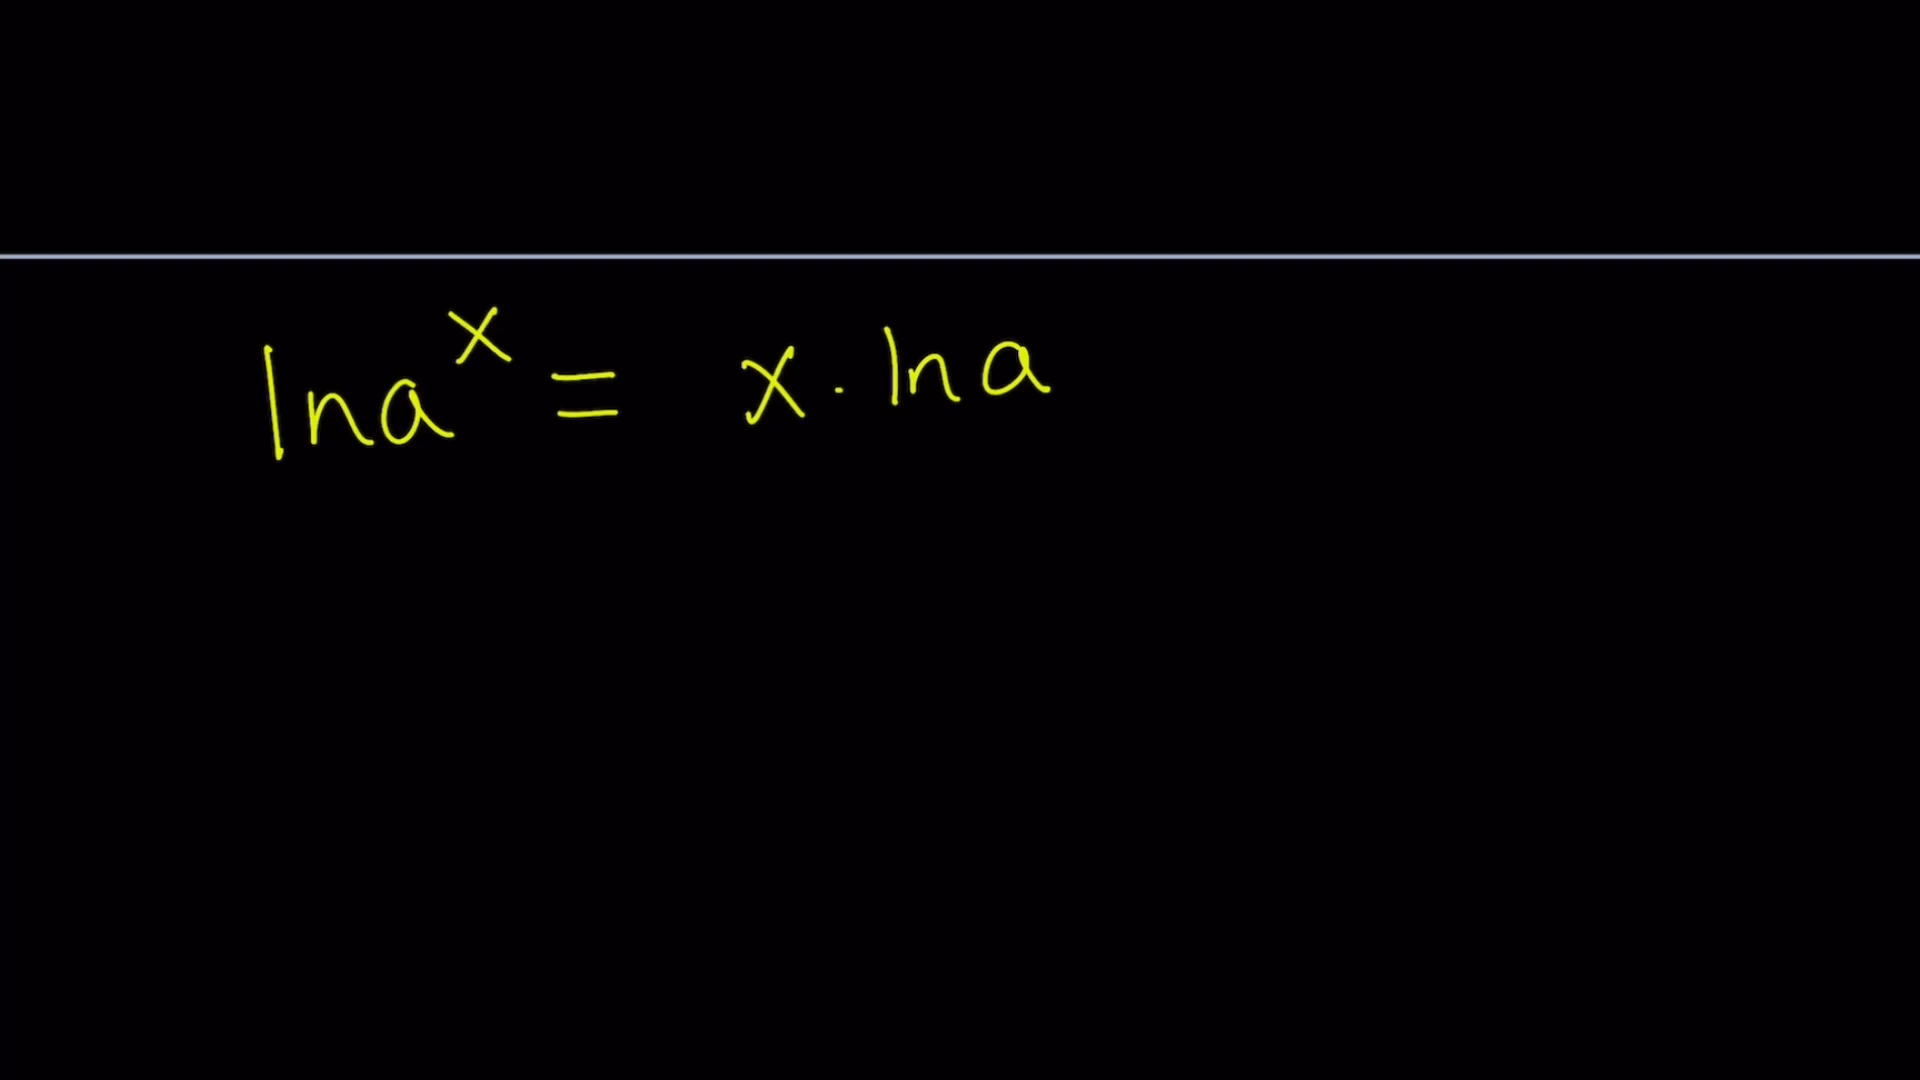 ln a^x = x · ln a